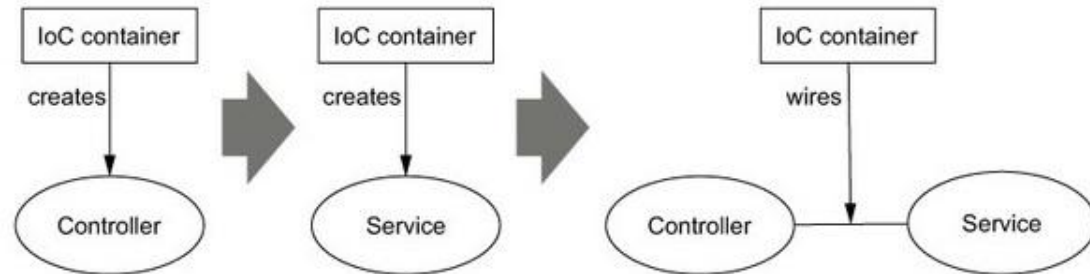 IoC container
creates
Controller
IoC container
creates
Service
IoC container
wires
Controller
Service